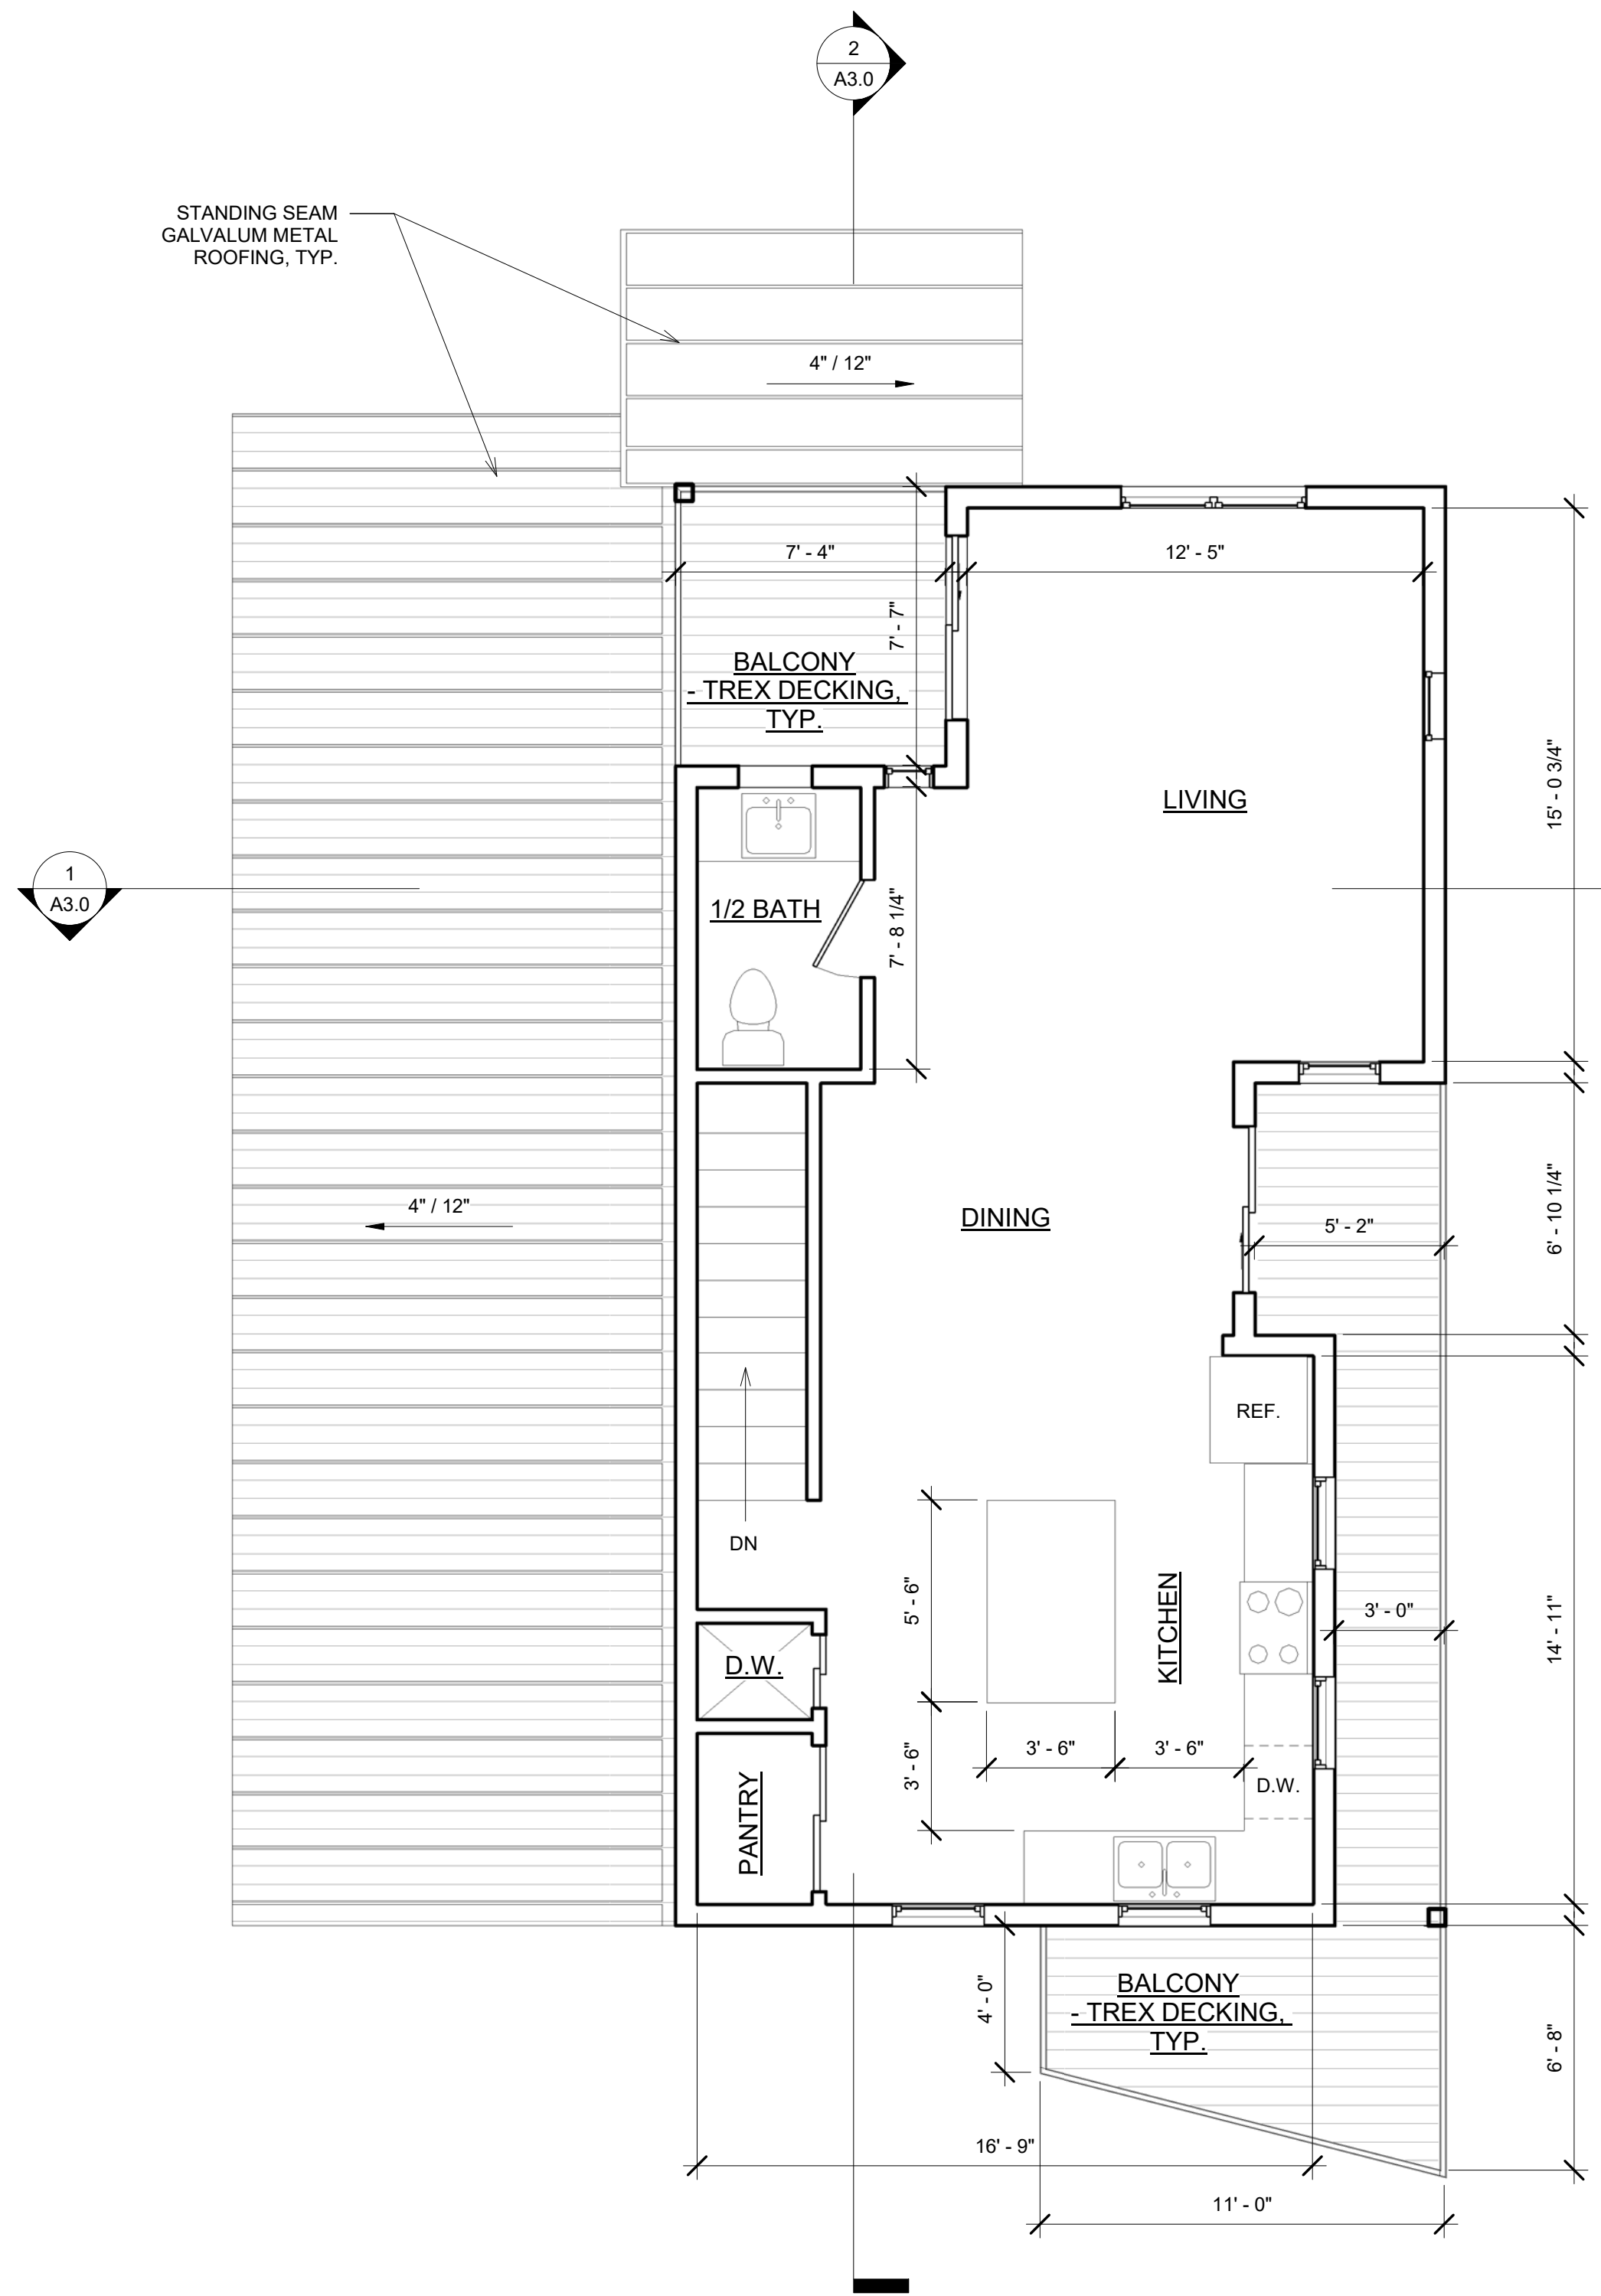 2
A3.0
STANDING SEAM
GALVALUM METAL
ROOFING, TYP.
4" / 12"
7' - 4"
12' - 5"
7' - 7"
BALCONY
- TREX DECKING,
TYP.
LIVING
15' - 0 3/4"
1
A3.0
1/2 BATH
7' - 8 1/4"
4" / 12"
DINING
5' - 2"
6' - 10 1/4"
REF.
DN
5' - 6"
KITCHEN
3' - 0"
14' - 11"
D.W.
3' - 6"
3' - 6"
3' - 6"
D.W.
PANTRY
4' - 0"
BALCONY
- TREX DECKING,
TYP.
6' - 8"
16' - 9"
11' - 0"